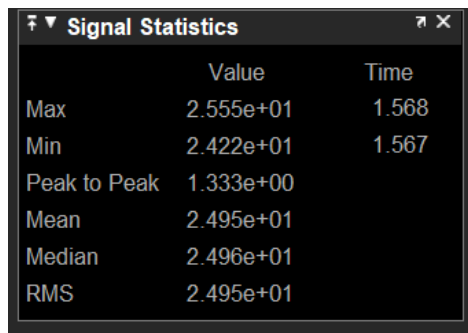 Signal Statistics
Value Time
Max 2.555e+01 1.568
Min 2.422e+01 1.567
Peak to Peak 1.333e+00
Mean 2.495e+01
Median 2.496e+01
RMS 2.495e+01